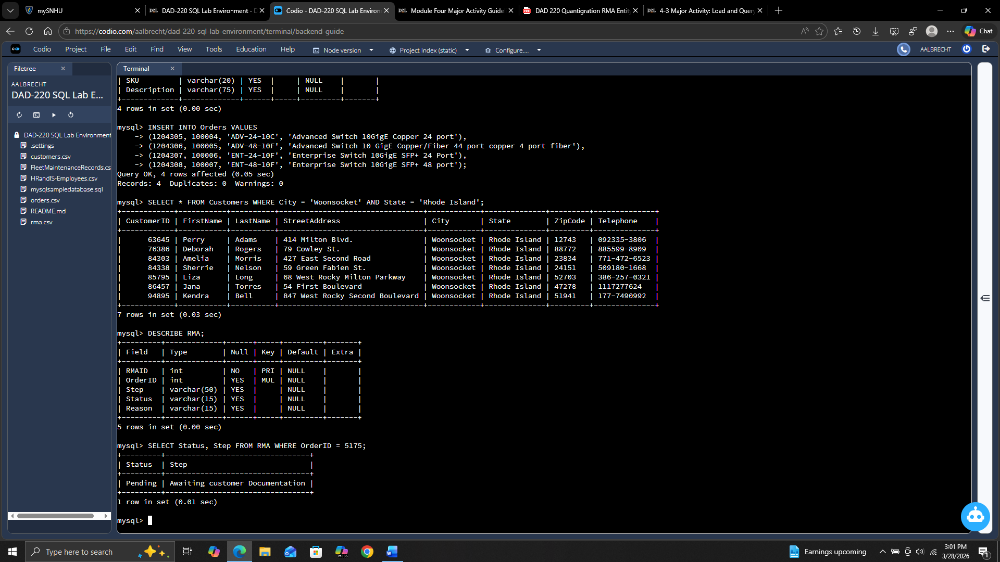 mySNHU
DAD-220 SQL Lab Environment - D
Codio - DAD-220 SQL Lab Environ
Module Four Major Activity Guide
DAD 220 Quantigration RMA Entit
4-3 Major Activity: Load and Quer
https://codio.com/aalbrecht/dad-220-sql-lab-environment/terminal/backend-guide
Chat
Codio Project File Edit Find View Tools Education Help Node version Project Index (static) Configure.... AALBRECHT
Filetree
Terminal
AALBRECHT
DAD-220 SQL Lab E...
DAD-220 SQL Lab Environment
.settings
customers.csv
FleetMaintenanceRecords.cs
HRandIS-Employees.csv
mysqlsampledatabase.sql
orders.csv
README.md
rma.csv
| SKU         | varchar(20) | YES  |     | NULL    |       |
| Description | varchar(75) | YES  |     | NULL    |       |
+-------------+-------------+------+-----+---------+-------+
4 rows in set (0.00 sec)
mysql> INSERT INTO Orders VALUES
    -> (1204305, 100004, 'ADV-24-10C', 'Advanced Switch 10GigE Copper 24 port'),
    -> (1204306, 100005, 'ADV-48-10F', 'Advanced Switch 10 GigE Copper/Fiber 44 port copper 4 port fiber'),
    -> (1204307, 100006, 'ENT-24-10F', 'Enterprise Switch 10GigE SFP+ 24 Port'),
    -> (1204308, 100007, 'ENT-48-10F', 'Enterprise Switch 10GigE SFP+ 48 port');
Query OK, 4 rows affected (0.05 sec)
Records: 4  Duplicates: 0  Warnings: 0
mysql> SELECT * FROM Customers WHERE City = 'Woonsocket' AND State = 'Rhode Island';
+------------+-----------+----------+---------------------------------+------------+--------------+---------+--------------+
| CustomerID | FirstName | LastName | StreetAddress                   | City       | State        | ZipCode | Telephone    |
+------------+-----------+----------+---------------------------------+------------+--------------+---------+--------------+
|      63645 | Perry     | Adams    | 414 Milton Blvd.                | Woonsocket | Rhode Island | 12743   | 092335-3806  |
|      76386 | Deborah   | Rogers   | 79 Cowley St.                   | Woonsocket | Rhode Island | 88772   | 885599-8909  |
|      84303 | Amelia    | Morris   | 427 East Second Road            | Woonsocket | Rhode Island | 23834   | 771-472-6523 |
|      84338 | Sherrie   | Nelson   | 59 Green Fabien St.             | Woonsocket | Rhode Island | 24151   | 509180-1668  |
|      85795 | Liza      | Long     | 68 West Rocky Milton Parkway    | Woonsocket | Rhode Island | 52703   | 386-257-0321 |
|      86457 | Jana      | Torres   | 54 First Boulevard              | Woonsocket | Rhode Island | 47278   | 1117277624   |
|      94895 | Kendra    | Bell     | 847 West Rocky Second Boulevard | Woonsocket | Rhode Island | 51941   | 177-7490992  |
+------------+-----------+----------+---------------------------------+------------+--------------+---------+--------------+
7 rows in set (0.03 sec)
mysql> DESCRIBE RMA;
+---------+-------------+------+-----+---------+-------+
| Field   | Type        | Null | Key | Default | Extra |
+---------+-------------+------+-----+---------+-------+
| RMAID   | int         | NO   | PRI | NULL    |       |
| OrderID | int         | YES  | MUL | NULL    |       |
| Step    | varchar(50) | YES  |     | NULL    |       |
| Status  | varchar(15) | YES  |     | NULL    |       |
| Reason  | varchar(15) | YES  |     | NULL    |       |
+---------+-------------+------+-----+---------+-------+
5 rows in set (0.00 sec)
mysql> SELECT Status, Step FROM RMA WHERE OrderID = 5175;
+---------+---------------------------------+
| Status  | Step                            |
+---------+---------------------------------+
| Pending | Awaiting customer Documentation |
+---------+---------------------------------+
1 row in set (0.01 sec)
mysql>
Type here to search
Earnings upcoming
3:01 PM
3/28/2026